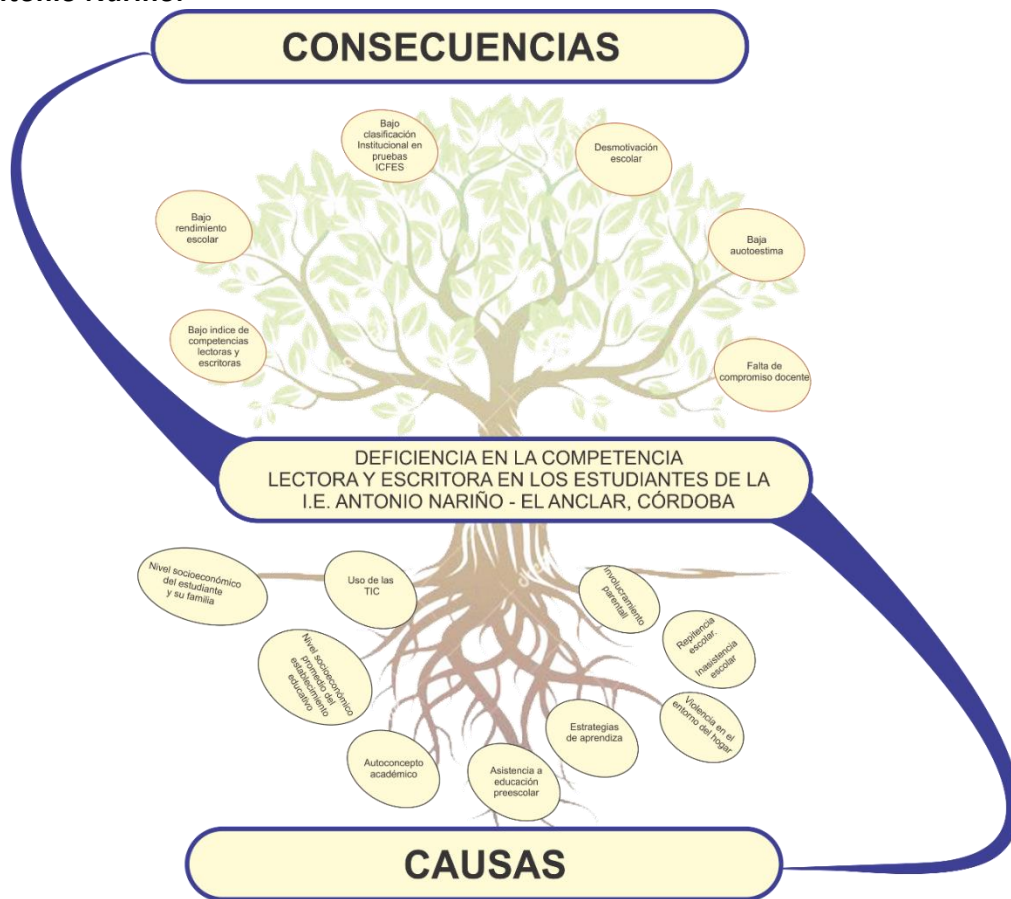 CONSECUENCIAS
Bajo
clasificación
Institucional en
pruebas
ICFES
Desmotivación
escolar
Bajo
rendimiento
escolar
Baja
auotoestima
Bajo indice de
competencias
lectoras y
escritoras
Falta de
compromiso docente
DEFICIENCIA EN LA COMPETENCIA
LECTORA Y ESCRITORA EN LOS ESTUDIANTES DE LA
I.E. ANTONIO NARIÑO - EL ANCLAR, CÓRDOBA
Nivel socioeconómico
del estudiante
y su familia
Uso de las
TIC
Involucramiento
parentall
Repitencia
escolar.
Inasistencia
escolar
Nivel socioeconómico
promedio del
establecimiento
educativo
Violencia en el
entorno del hogar
Estrategias
de aprendiza
Autoconcepto
académico
Asistencia a
educación
preescolar
CAUSAS